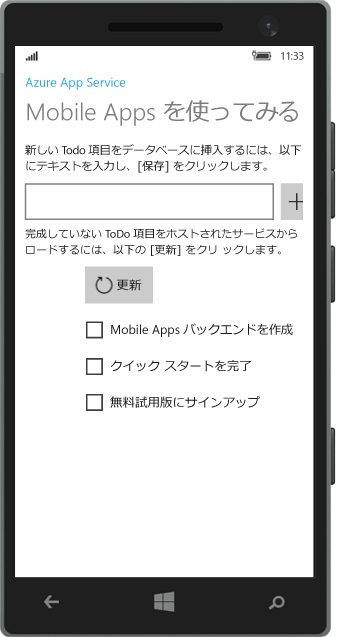 11:33
Azure App Service
Mobile Apps を使ってみる
新しい Todo 項目をデータベースに挿入するには、以下
にテキストを入力し、[保存] をクリックします。
+
完成していない ToDo 項目をホストされたサービスから
ロードするには、以下の [更新] をクリ ックします。
更新
Mobile Apps バックエンドを作成
クイック スタートを完了
無料試用版にサインアップ